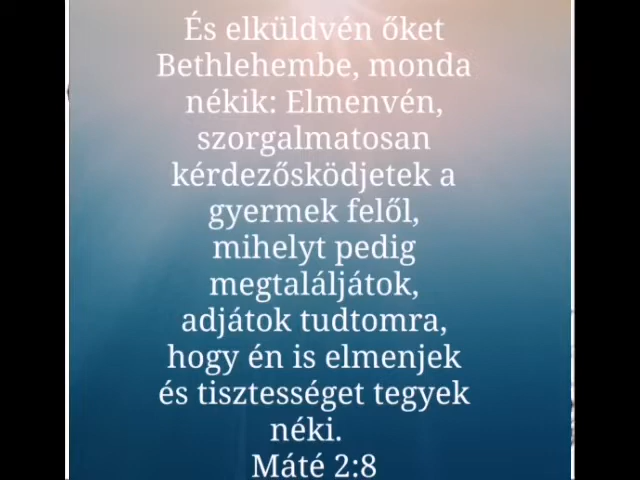 És elküldvén őket
Bethlehembe, monda
nékik: Elmenvén,
szorgalmatosan
kérdezősködjetek a
gyermek felől,
mihelyt pedig
megtaláljátok,
adjátok tudtomra,
hogy én is elmenjek
és tisztességet tegyek
néki.
Máté 2:8